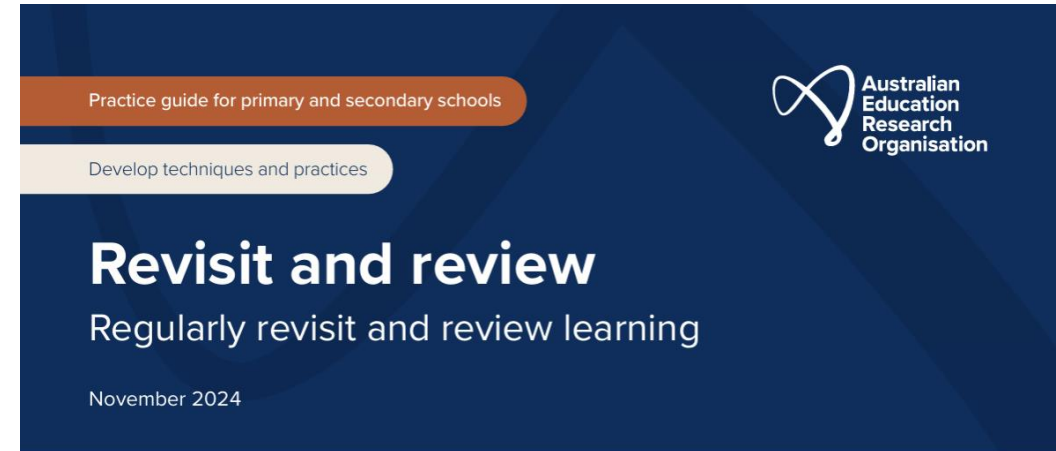 Practice guide for primary and secondary schools
Develop techniques and practices
Australian
Education
Research
Organisation
Revisit and review
Regularly revisit and review learning
November 2024